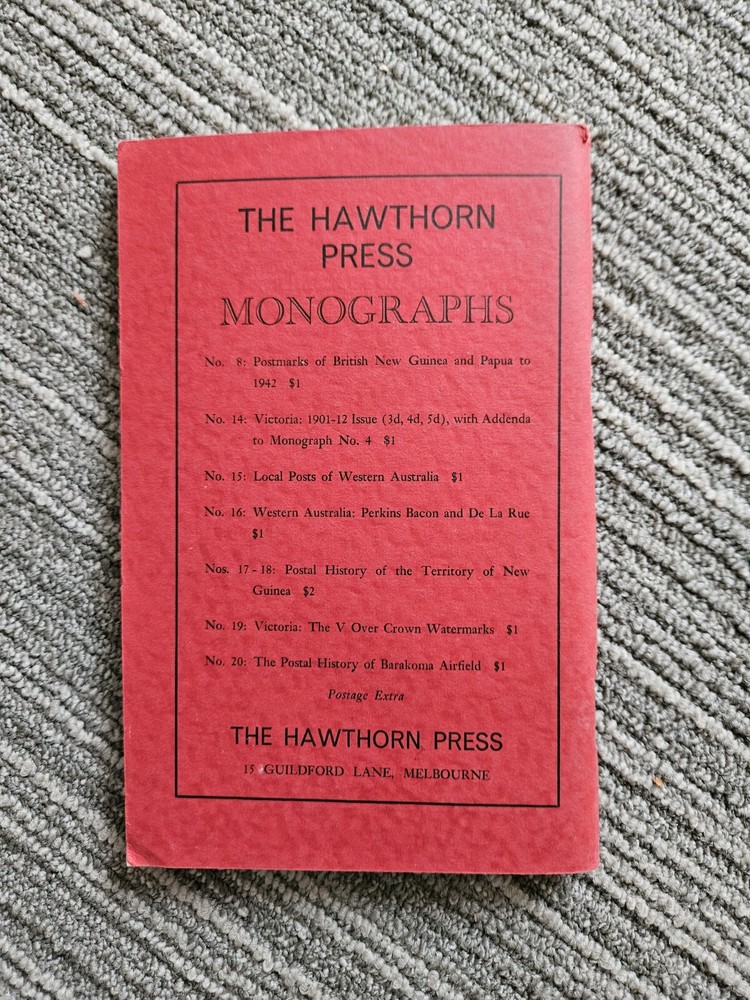 THE HAWTHORN
PRESS
MONOGRAPHS
No. 8: Postmarks of British New Guinea and Papua to
1942 $1
No. 14: Victoria: 1901-12 Issue (3d, 4d, 5d), with Addenda
to Monograph No. 4 $1
No. 15: Local Posts of Western Australia $1
No. 16: Western Australia: Perkins Bacon and De La Rue
$1
Nos. 17-18: Postal History of the Territory of New
Guinea $2
No. 19: Victoria: The V Over Crown Watermarks $1
No. 20: The Postal History of Barakoma Airfield $1
Postage Extra
THE HAWTHORN PRESS
15 GUILDFORD LANE, MELBOURNE